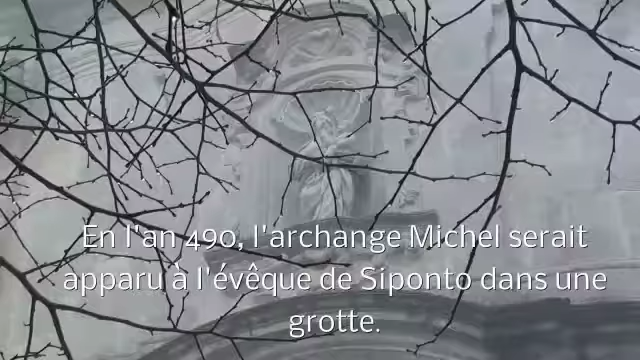 En l'an 490, l'archange Michel serait
apparu à l'évêque de Siponto dans une
grotte.